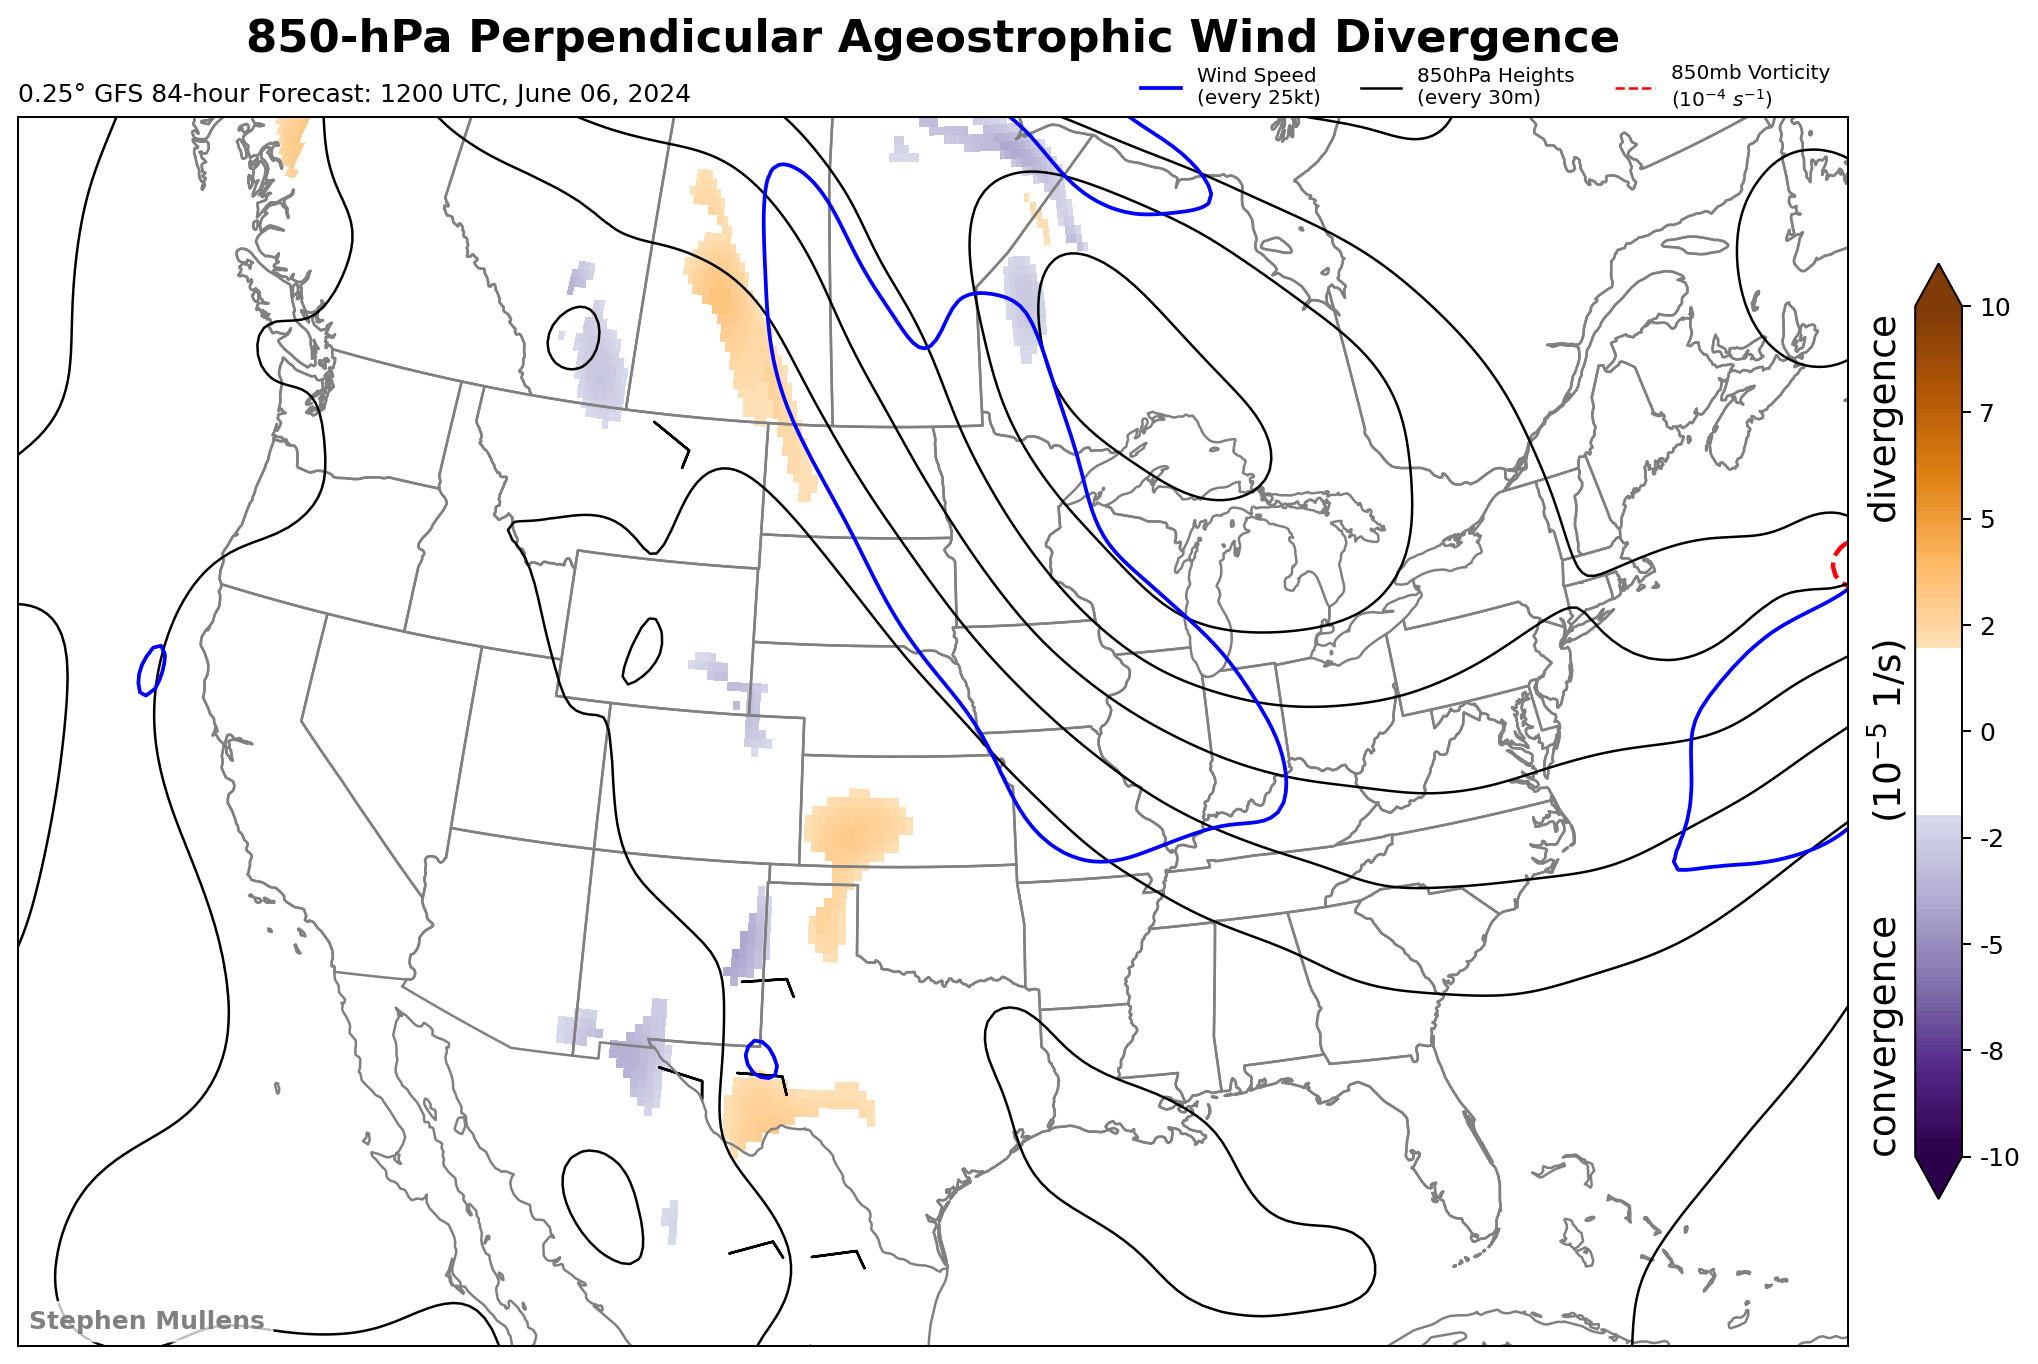 850-hPa Perpendicular Ageostrophic Wind Divergence
0.25° GFS 84-hour Forecast: 1200 UTC, June 06, 2024
Wind Speed
(every 25kt)
850hPa Heights
(every 30m)
850mb Vorticity
(10⁻⁴ s⁻¹)
10
7
5
2
0
-2
-5
-8
-10
convergence (10⁻⁵ 1/s) divergence
Stephen Mullens